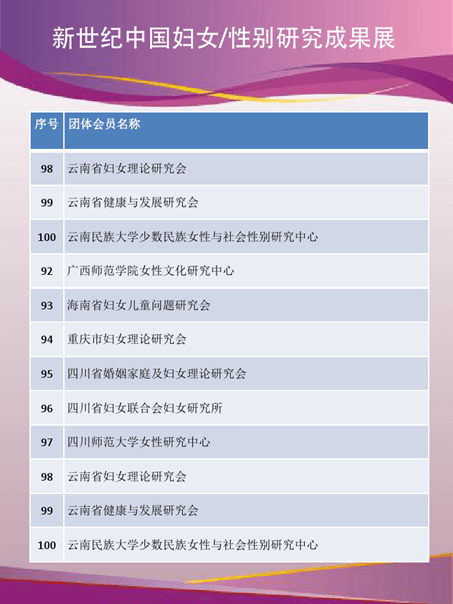 新世纪中国妇女/性别研究成果展
序号 团体会员名称
98 云南省妇女理论研究会
99 云南省健康与发展研究会
100 云南民族大学少数民族女性与社会性别研究中心
92 广西师范学院女性文化研究中心
93 海南省妇女儿童问题研究会
94 重庆市妇女理论研究会
95 四川省婚姻家庭及妇女理论研究会
96 四川省妇女联合会妇女研究所
97 四川师范大学女性研究中心
98 云南省妇女理论研究会
99 云南省健康与发展研究会
100 云南民族大学少数民族女性与社会性别研究中心